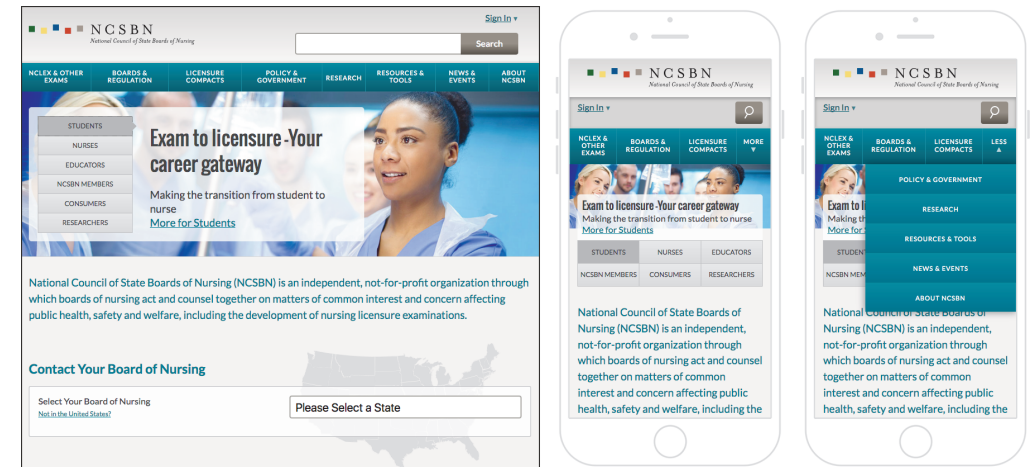 Sign In ▾
NCSBN
National Council of State Boards of Nursing
Search
NCLEX & OTHER EXAMS
BOARDS & REGULATION
LICENSURE COMPACTS
POLICY & GOVERNMENT
RESEARCH
RESOURCES & TOOLS
NEWS & EVENTS
ABOUT NCSBN
STUDENTS
NURSES
EDUCATORS
NCSBN MEMBERS
CONSUMERS
RESEARCHERS
Exam to licensure -Your
career gateway
Making the transition from student to
nurse
More for Students
National Council of State Boards of Nursing (NCSBN) is an independent, not-for-profit organization through
which boards of nursing act and counsel together on matters of common interest and concern affecting
public health, safety and welfare, including the development of nursing licensure examinations.
Contact Your Board of Nursing
Select Your Board of Nursing
Not in the United States?
Please Select a State
NCSBN
National Council of State Boards of Nursing
Sign In ▾
NCLEX & OTHER EXAMS
BOARDS & REGULATION
LICENSURE COMPACTS
MORE ▼
Exam to licensure -Your career gateway
Making the transition from student to nurse
More for Students
STUDENTS NURSES EDUCATORS
NCSBN MEMBERS CONSUMERS RESEARCHERS
National Council of State Boards of
Nursing (NCSBN) is an independent,
not-for-profit organization through
which boards of nursing act and counsel
together on matters of common
interest and concern affecting public
health, safety and welfare, including the
NCSBN
National Council of State Boards of Nursing
Sign In ▾
NCLEX & OTHER EXAMS
BOARDS & REGULATION
LICENSURE COMPACTS
LESS ▲
POLICY & GOVERNMENT
RESEARCH
RESOURCES & TOOLS
NEWS & EVENTS
ABOUT NCSBN
Exam to li
Making th
More for
STUDEN
NCSBN MEM
National Council of State Boards of
Nursing (NCSBN) is an independent,
not-for-profit organization through
which boards of nursing act and counsel
together on matters of common
interest and concern affecting public
health, safety and welfare, including the